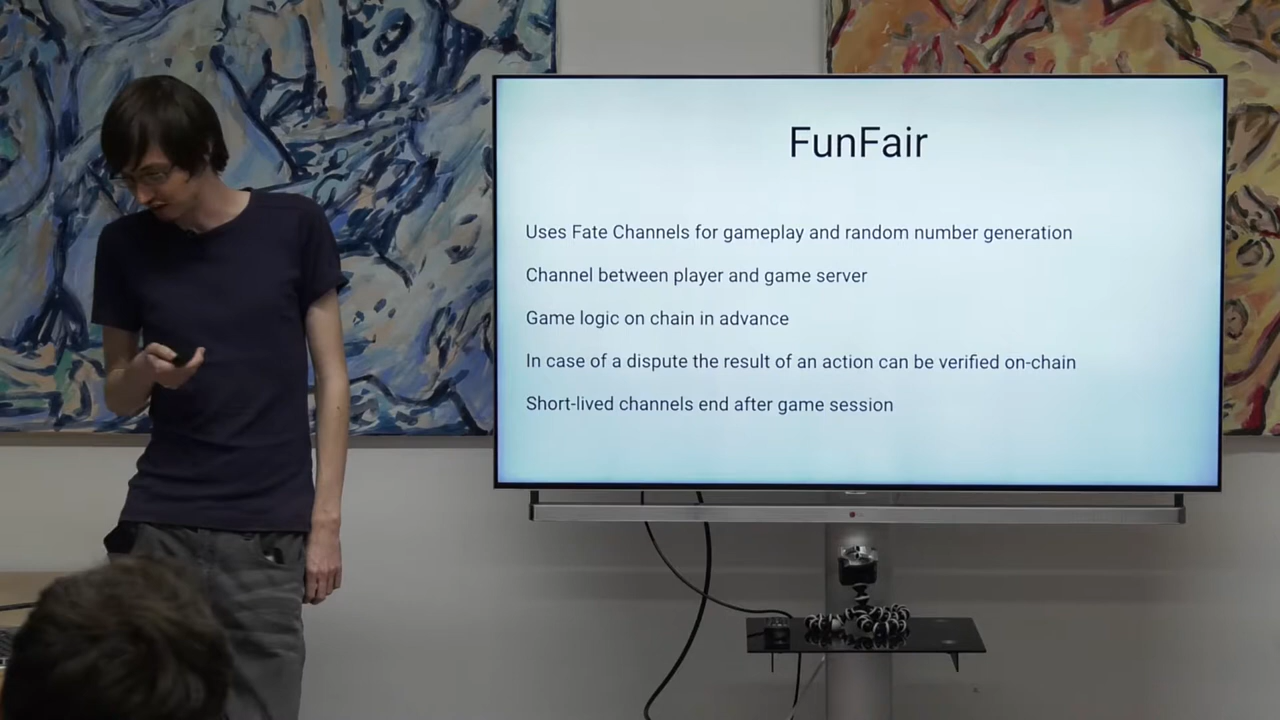 FunFair
Uses Fate Channels for gameplay and random number generation
Channel between player and game server
Game logic on chain in advance
In case of a dispute the result of an action can be verified on-chain
Short-lived channels end after game session